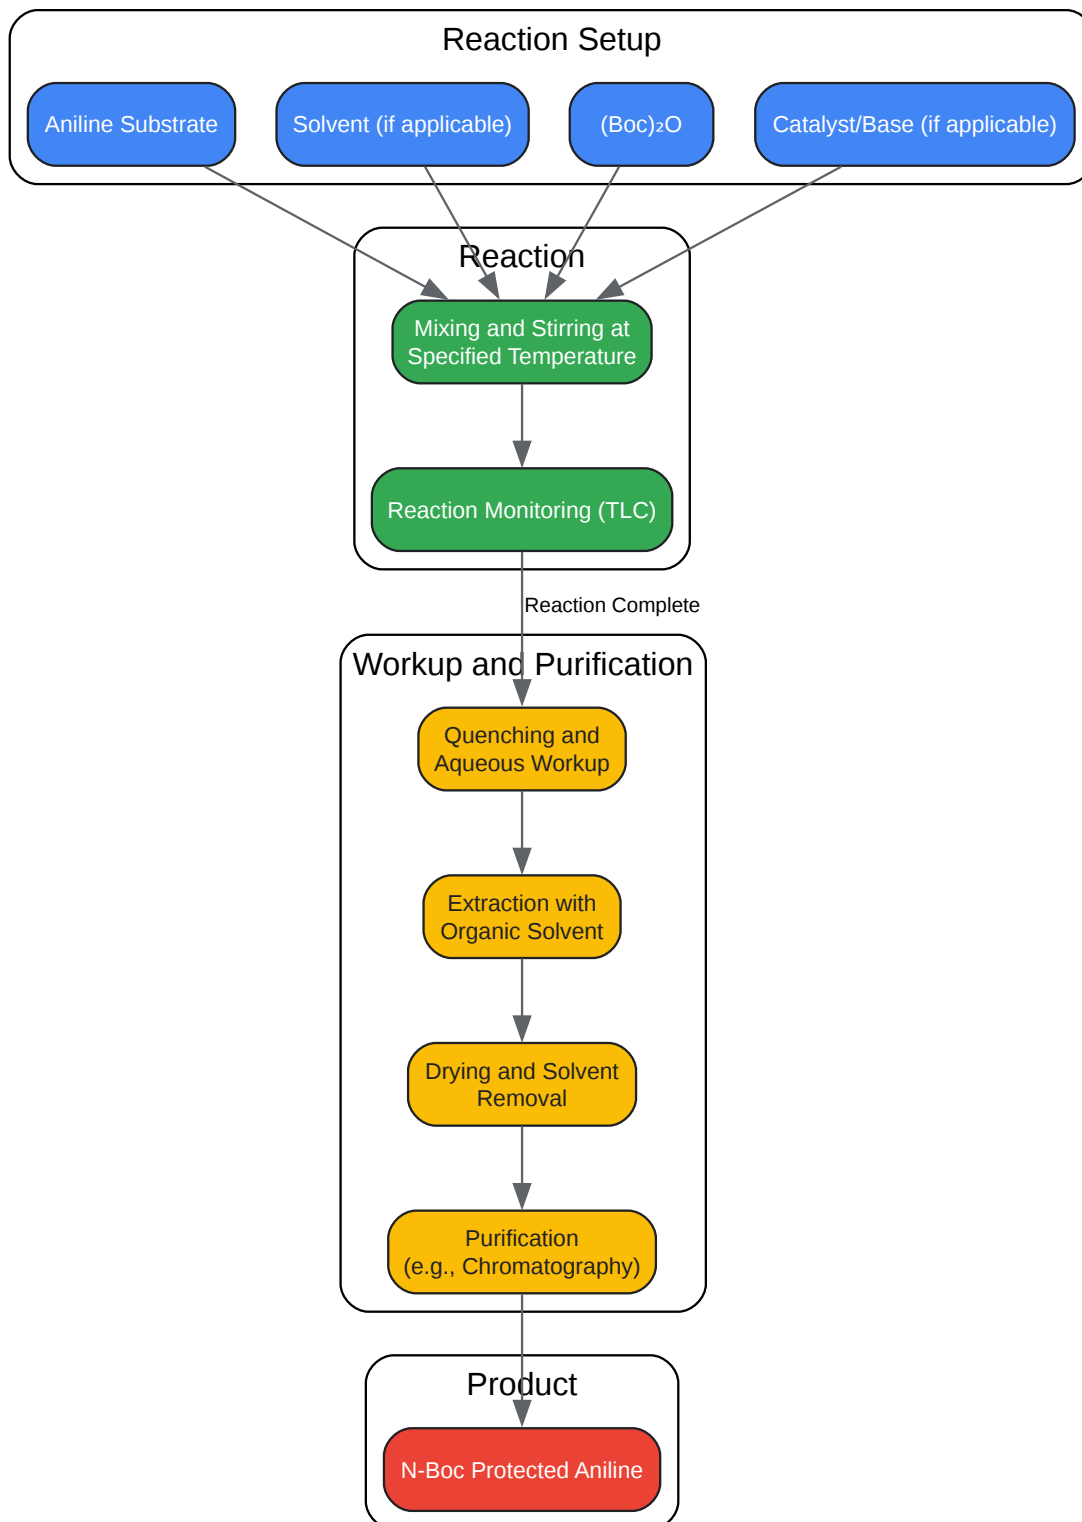 Reaction Setup
Aniline Substrate
Solvent (if applicable)
(Boc)₂O
Catalyst/Base (if applicable)
Reaction
Mixing and Stirring at
Specified Temperature
Reaction Monitoring (TLC)
Reaction Complete
Workup and Purification
Quenching and
Aqueous Workup
Extraction with
Organic Solvent
Drying and Solvent
Removal
Purification
(e.g., Chromatography)
Product
N-Boc Protected Aniline